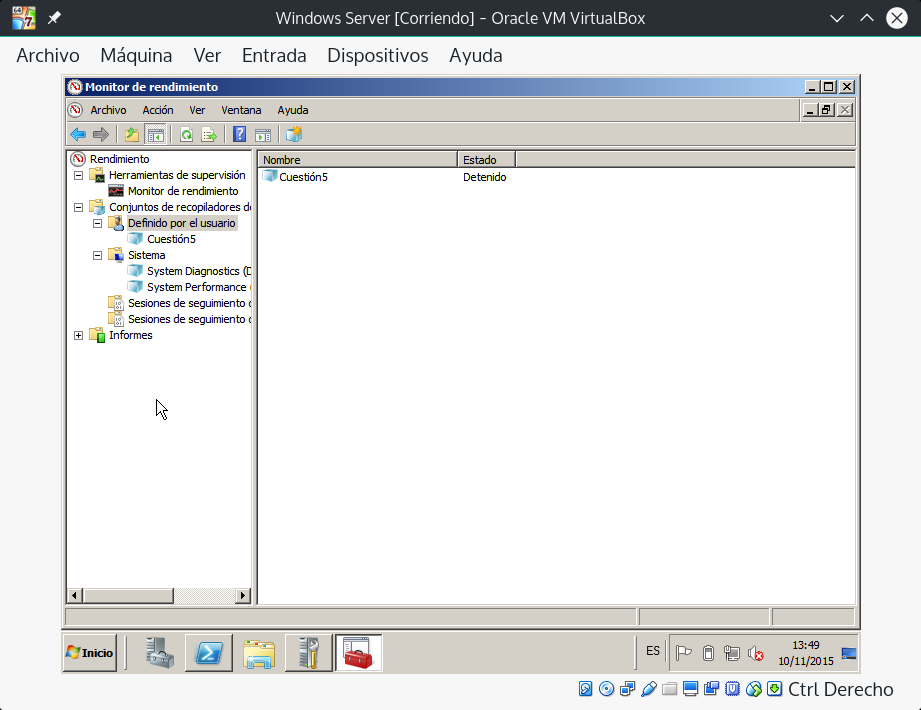 Windows Server [Corriendo] - Oracle VM VirtualBox
Archivo Máquina Ver Entrada Dispositivos Ayuda
Monitor de rendimiento
Archivo Acción Ver Ventana Ayuda
Rendimiento
Herramientas de supervisión
Monitor de rendimiento
Conjuntos de recopiladores de
Definido por el usuario
Cuestión5
Sistema
System Diagnostics (D
System Performance (
Sesiones de seguimiento d
Sesiones de seguimiento d
Informes
Nombre Estado
Cuestión5 Detenido
Inicio
ES
13:49
10/11/2015
Ctrl Derecho